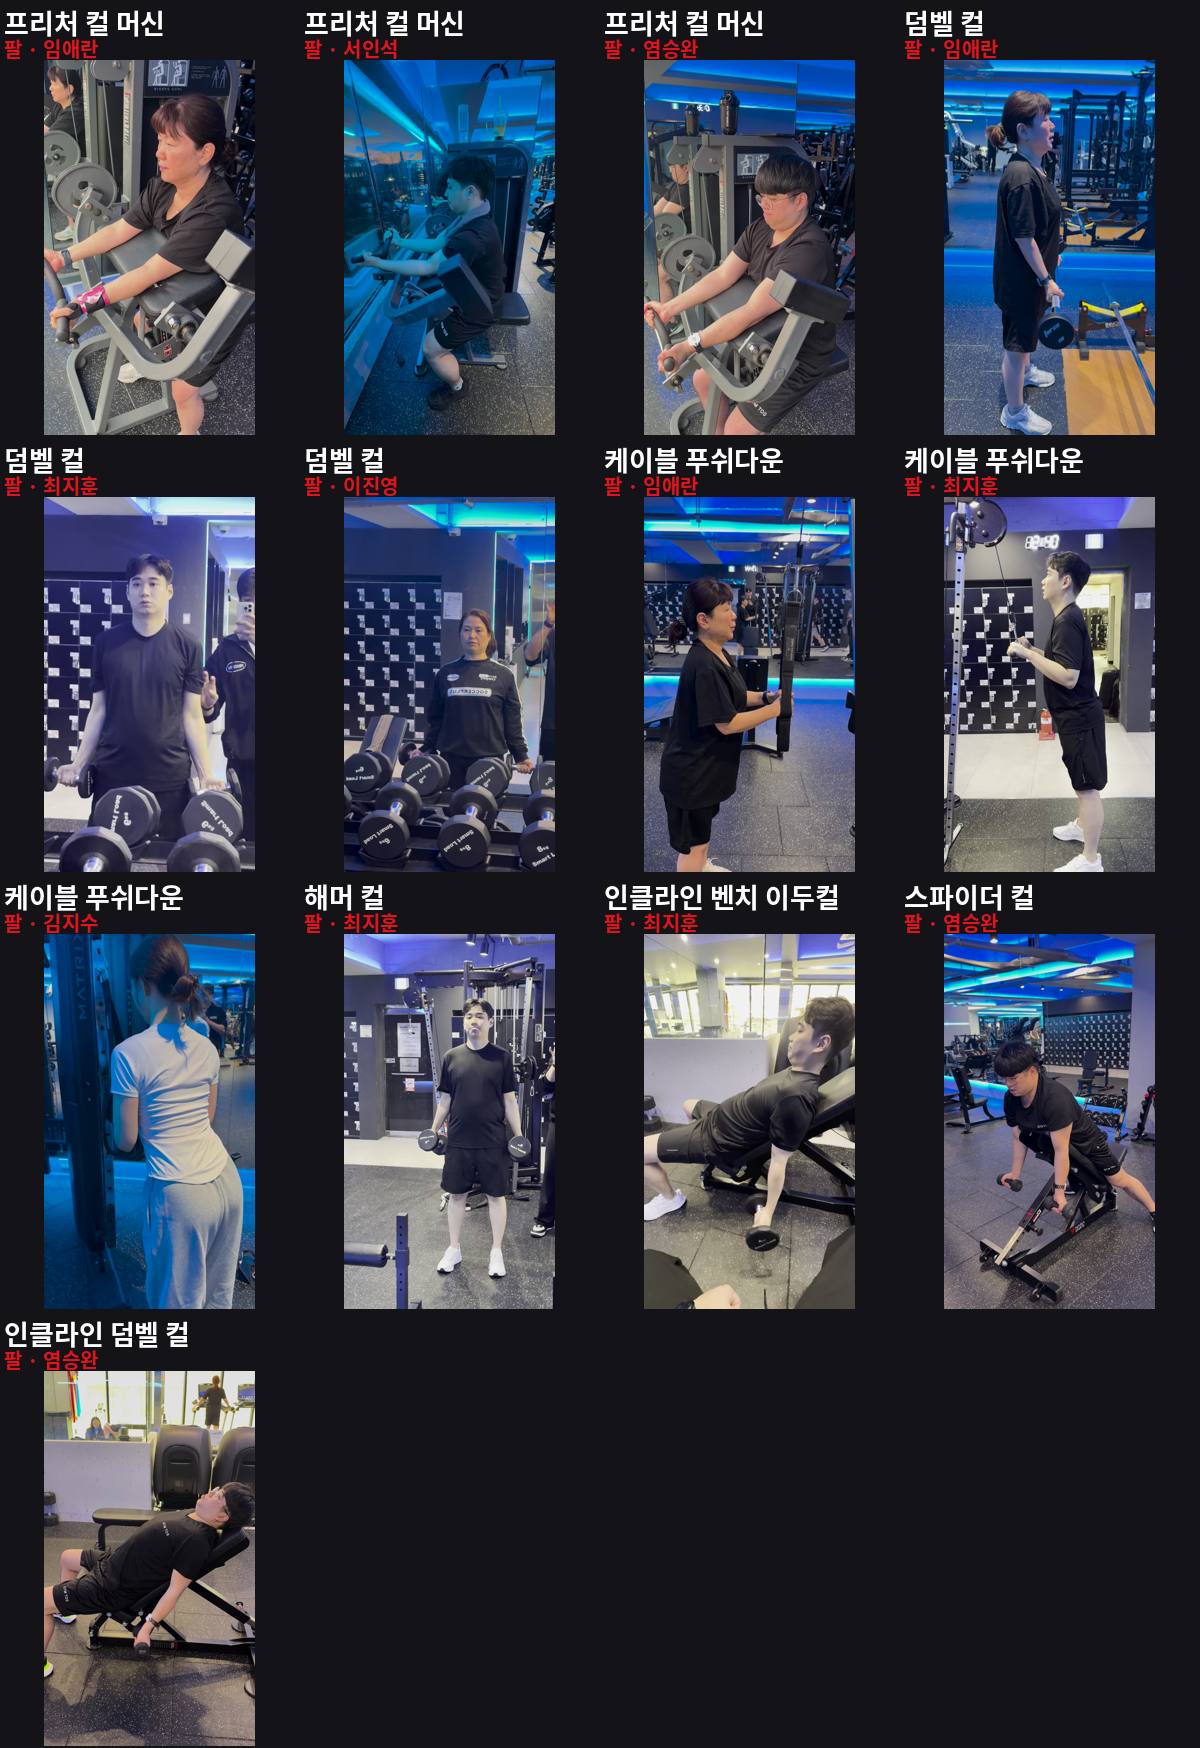 프리처 컬 머신
팔 · 임애란
프리처 컬 머신
팔 · 서인석
프리처 컬 머신
팔 · 염승완
덤벨 컬
팔 · 임애란
덤벨 컬
팔 · 최지훈
덤벨 컬
팔 · 이진영
케이블 푸쉬다운
팔 · 임애란
케이블 푸쉬다운
팔 · 최지훈
케이블 푸쉬다운
팔 · 김지수
MATRIX
해머 컬
팔 · 최지훈
인클라인 벤치 이두컬
팔 · 최지훈
스파이더 컬
팔 · 염승완
인클라인 덤벨 컬
팔 · 염승완